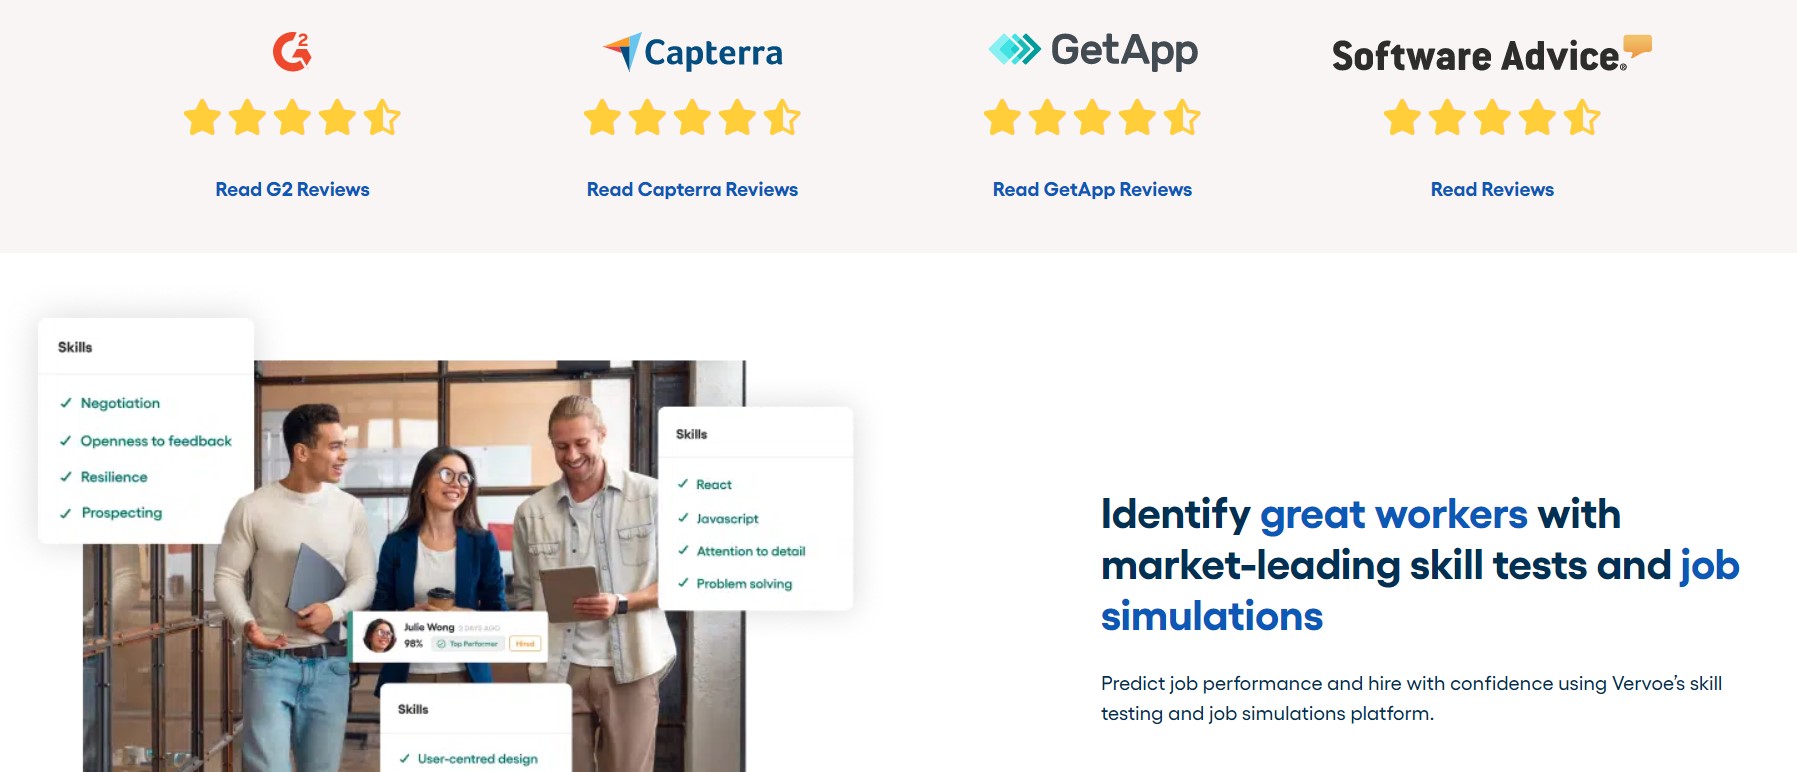 G2
Capterra
GetApp
Software Advice®
Read G2 Reviews
Read Capterra Reviews
Read GetApp Reviews
Read Reviews
Skills
Negotiation
Openness to feedback
Resilience
Prospecting
Skills
React
Javascript
Attention to detail
Problem solving
Julie Wong 2 DAYS AGO
98% Top Performer Hired
Skills
User-centred design
Identify great workers with
market-leading skill tests and job
simulations
Predict job performance and hire with confidence using Vervoe’s skill
testing and job simulations platform.